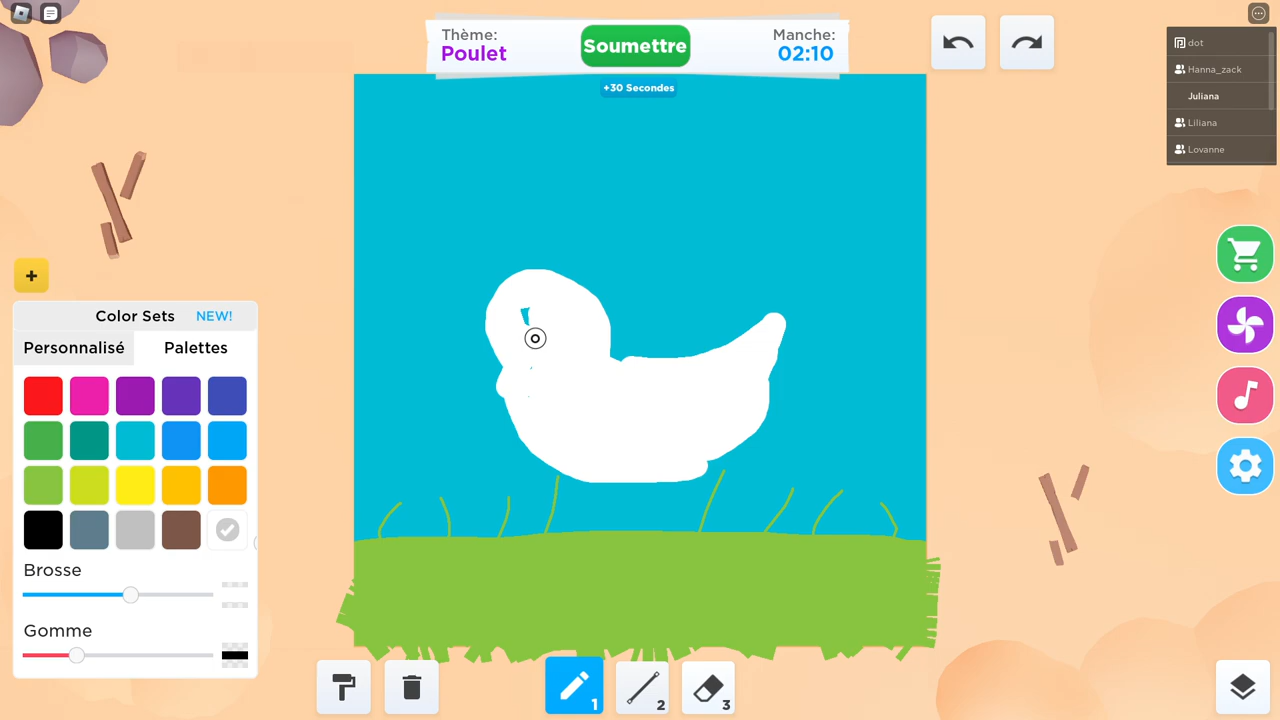 Thème:
Poulet
Soumettre
Manche:
02:10
+30 Secondes
dot
Hanna_zack
Juliana
Liliana
Lovanne
+
Color Sets NEW!
Personnalisé Palettes
Brosse
Gomme
1
2
3